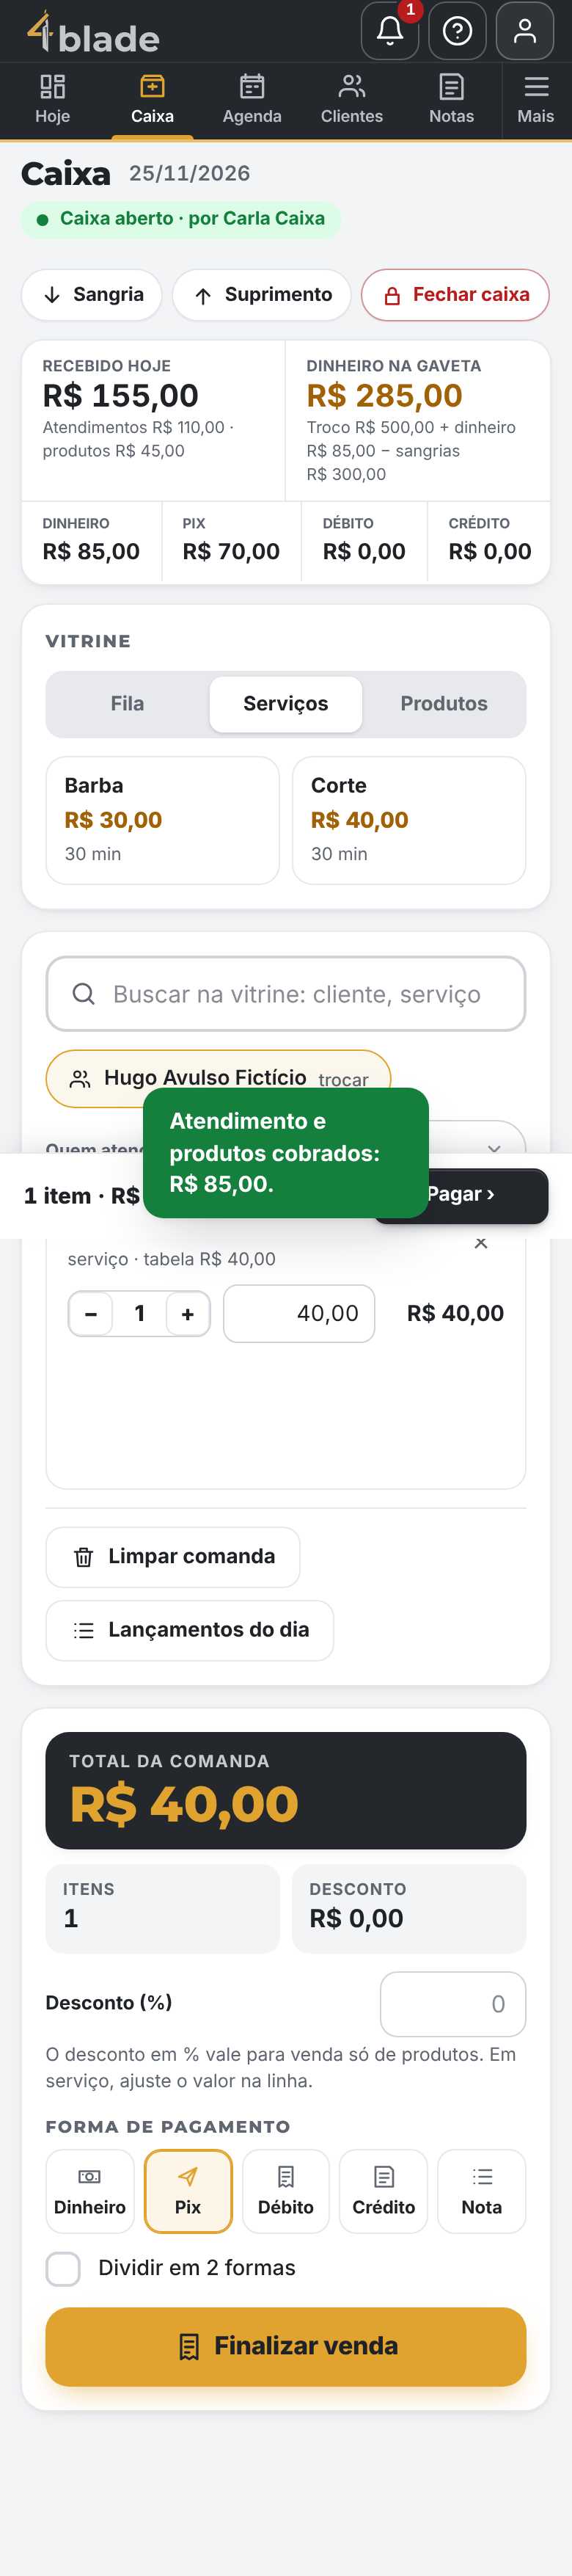 4blade
1
Hoje
Caixa
Agenda
Clientes
Notas
Mais
Caixa 25/11/2026
Caixa aberto · por Carla Caixa
Sangria
Suprimento
Fechar caixa
RECEBIDO HOJE
R$ 155,00
Atendimentos R$ 110,00 ·
produtos R$ 45,00
DINHEIRO NA GAVETA
R$ 285,00
Troco R$ 500,00 + dinheiro
R$ 85,00 − sangrias
R$ 300,00
DINHEIRO
R$ 85,00
PIX
R$ 70,00
DÉBITO
R$ 0,00
CRÉDITO
R$ 0,00
VITRINE
Fila
Serviços
Produtos
Barba
R$ 30,00
30 min
Corte
R$ 40,00
30 min
Buscar na vitrine: cliente, serviço
Hugo Avulso Fictício trocar
Quem
Atendimento e
produtos cobrados:
R$ 85,00.
1 item · R$
Pagar ›
serviço · tabela R$ 40,00
×
− 1 +
40,00
R$ 40,00
Limpar comanda
Lançamentos do dia
TOTAL DA COMANDA
R$ 40,00
ITENS
1
DESCONTO
R$ 0,00
Desconto (%)
0
O desconto em % vale para venda só de produtos. Em
serviço, ajuste o valor na linha.
FORMA DE PAGAMENTO
Dinheiro
Pix
Débito
Crédito
Nota
Dividir em 2 formas
Finalizar venda